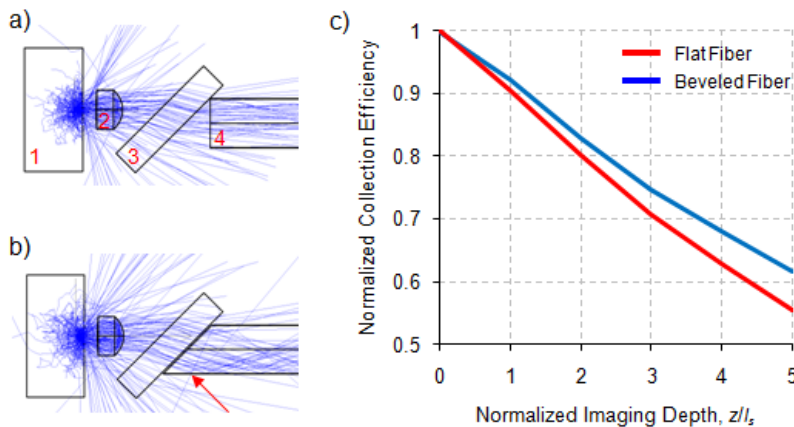 a)
1
2
3
4
b)
c)
Normalized Collection Efficiency
1
0.9
0.8
0.7
0.6
0.5
Flat Fiber
Beveled Fiber
0 1 2 3 4 5
Normalized Imaging Depth, z/lₛ